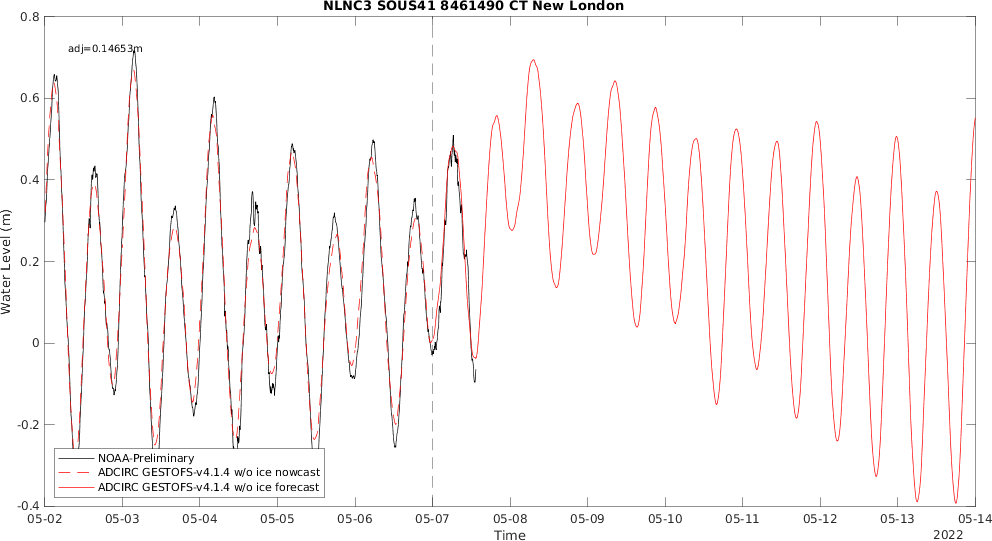 NLNC3 SOUS41 8461490 CT New London
adj=0.14653m
0.8
0.6
0.4
0.2
0
-0.2
-0.4
Water Level (m)
NOAA-Preliminary
ADCIRC GESTOFS-v4.1.4 w/o ice nowcast
ADCIRC GESTOFS-v4.1.4 w/o ice forecast
05-02 05-03 05-04 05-05 05-06 05-07 05-08 05-09 05-10 05-11 05-12 05-13 05-14
Time
2022